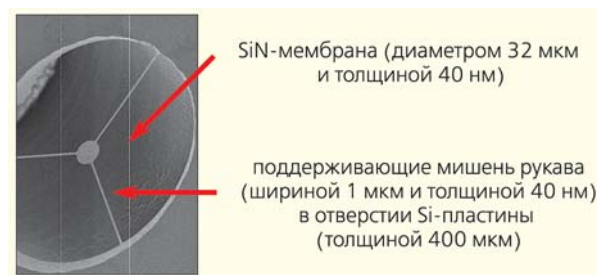 SiN-мембрана (диаметром 32 мкм
и толщиной 40 нм)
поддерживающие мишень рукава
(шириной 1 мкм и толщиной 40 нм)
в отверстии Si-пластины
(толщиной 400 мкм)